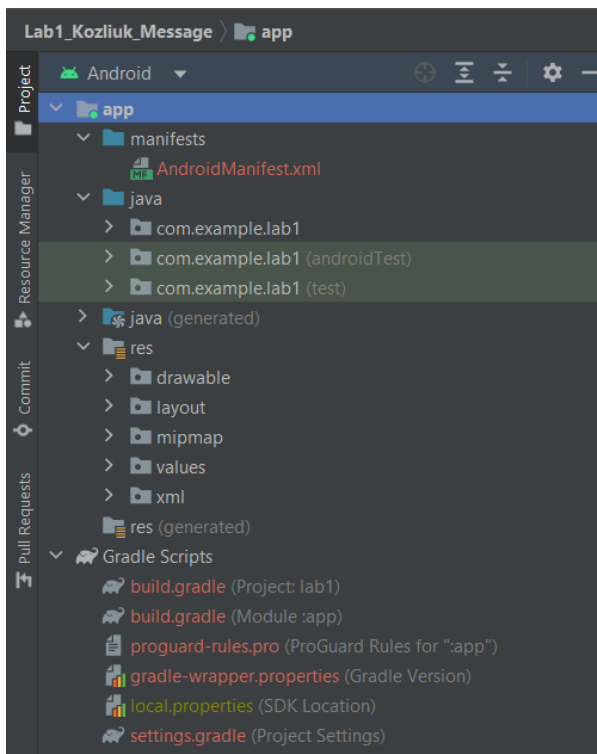 Lab1_Kozliuk_Message app
Project
Android
app
manifests
MF AndroidManifest.xml
java
com.example.lab1
com.example.lab1 (androidTest)
com.example.lab1 (test)
java (generated)
res
drawable
layout
mipmap
values
xml
res (generated)
Gradle Scripts
build.gradle (Project: lab1)
build.gradle (Module :app)
proguard-rules.pro (ProGuard Rules for ":app")
gradle-wrapper.properties (Gradle Version)
local.properties (SDK Location)
settings.gradle (Project Settings)
Resource Manager
Commit
Pull Requests